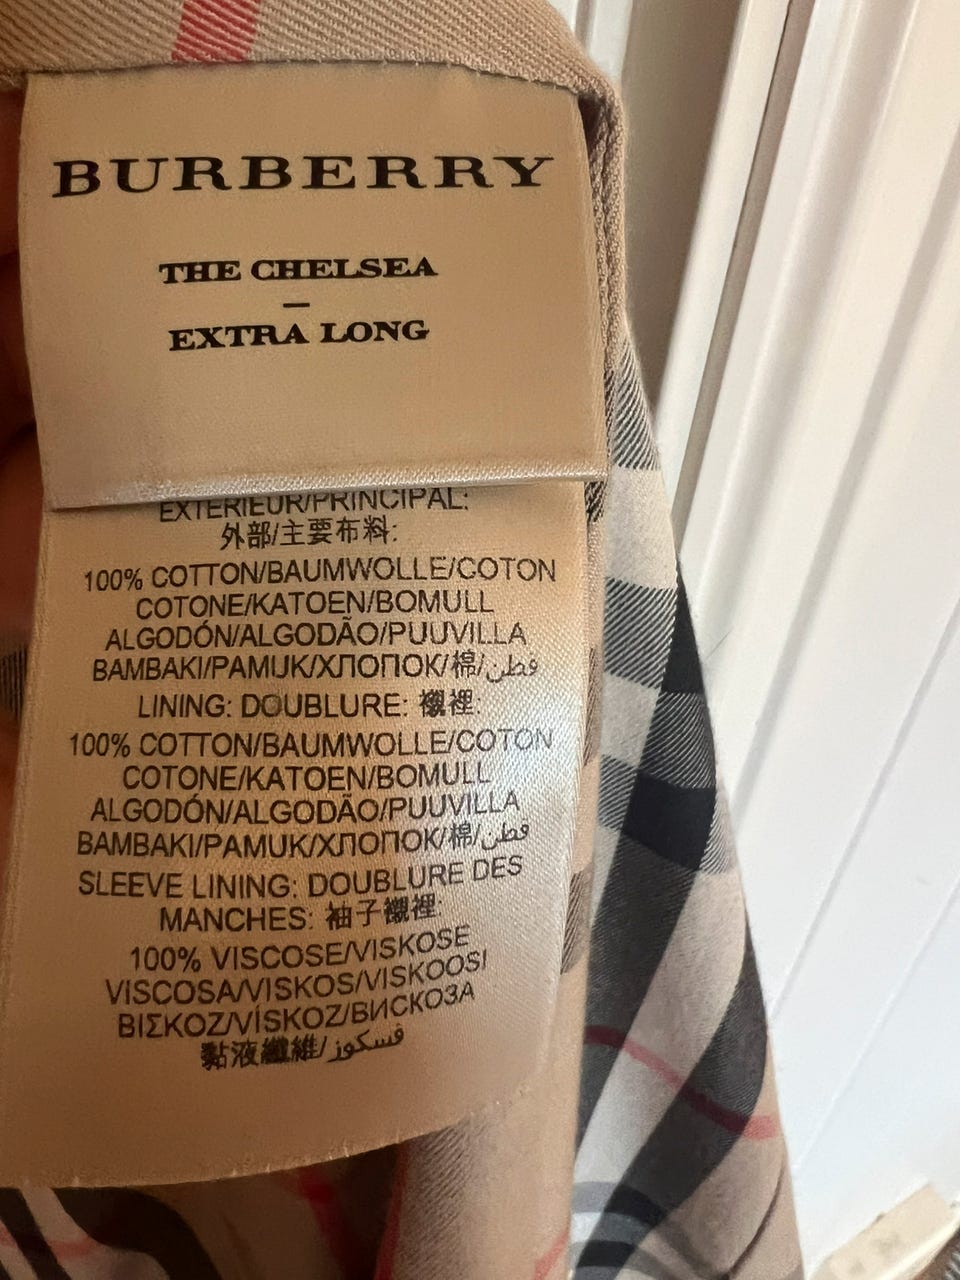 BURBERRY
THE CHELSEA
—
EXTRA LONG
EXTERIEUR/PRINCIPAL:
外部/主要布料:
100% COTTON/BAUMWOLLE/COTON
COTONE/KATOEN/BOMULL
ALGODÓN/ALGODÃO/PUUVILLA
BAMBAKI/PAMUK/ХЛОПОК/棉/قطن
LINING: DOUBLURE: 襯裡:
100% COTTON/BAUMWOLLE/COTON
COTONE/KATOEN/BOMULL
ALGODÓN/ALGODÃO/PUUVILLA
BAMBAKI/PAMUK/ХЛОПОК/棉/قطن
SLEEVE LINING: DOUBLURE DES
MANCHES: 袖子襯裡:
100% VISCOSE/VISKOSE
VISCOSA/VISKOS/VISKOOSI
ΒΙΣΚΟΖ/VÍSKOZ/ВИСКОЗА
黏液纖維/فسكوز